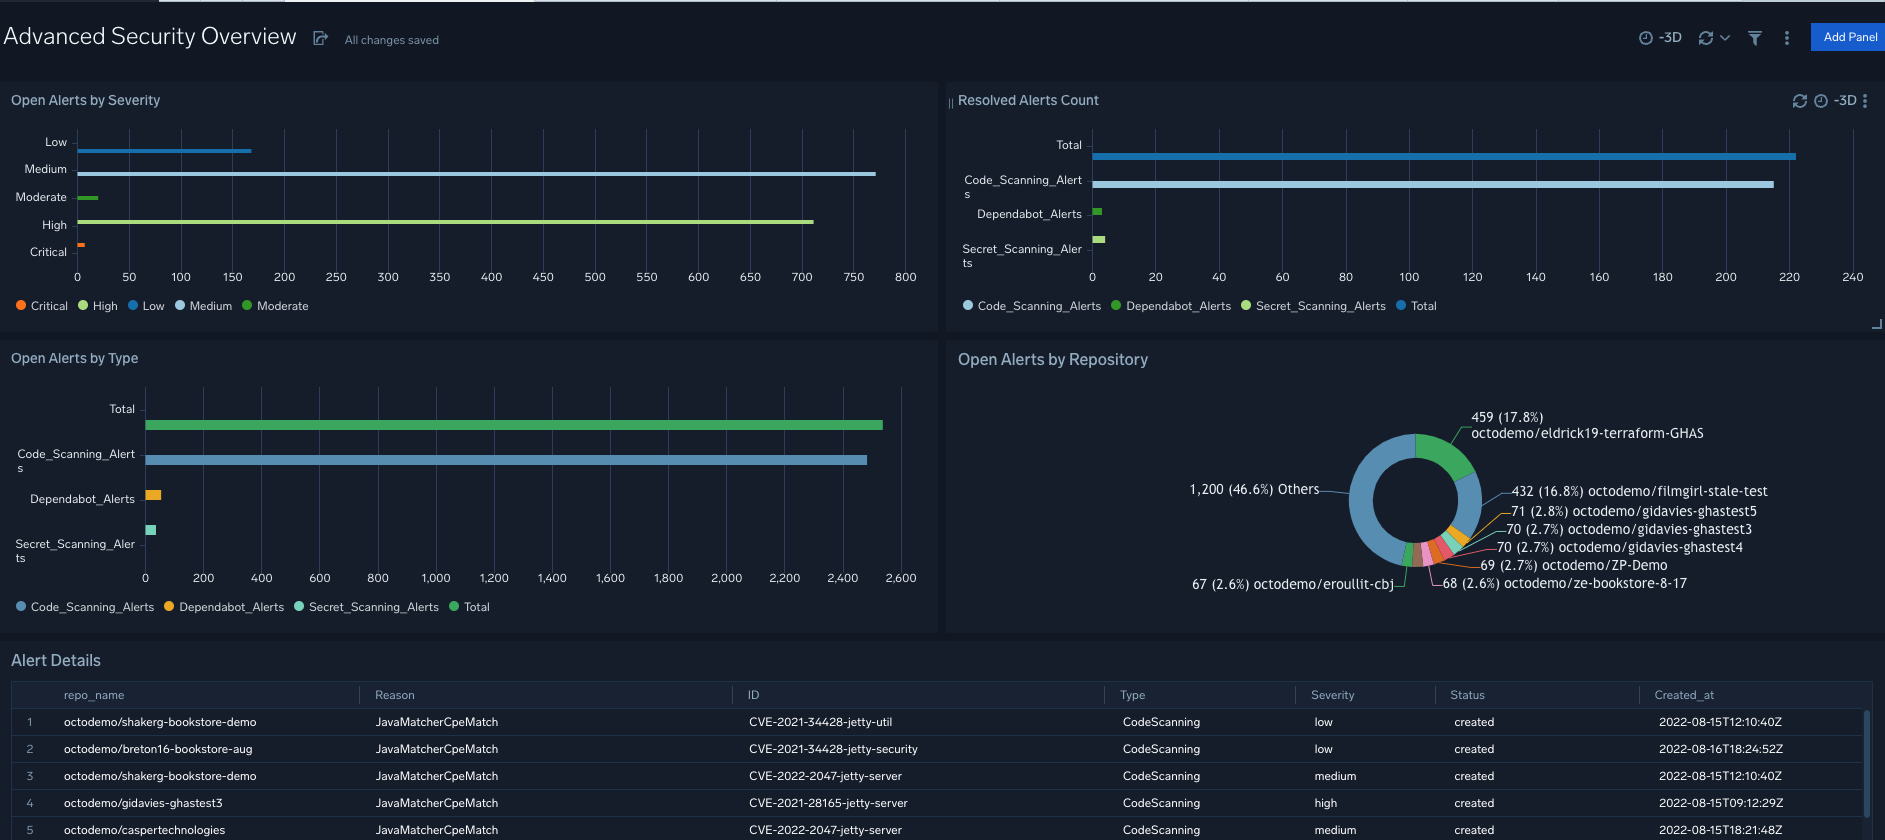 Advanced Security Overview
All changes saved
-3D
Add Panel
Open Alerts by Severity
Low
Medium
Moderate
High
Critical
0 50 100 150 200 250 300 350 400 450 500 550 600 650 700 750 800
Critical High Low Medium Moderate
Resolved Alerts Count
-3D
Total
Code_Scanning_Alert
s
Dependabot_Alerts
Secret_Scanning_Aler
ts
0 20 40 60 80 100 120 140 160 180 200 220 240
Code_Scanning_Alerts Dependabot_Alerts Secret_Scanning_Alerts Total
Open Alerts by Type
Total
Code_Scanning_Alert
s
Dependabot_Alerts
Secret_Scanning_Aler
ts
0 200 400 600 800 1,000 1,200 1,400 1,600 1,800 2,000 2,200 2,400 2,600
Code_Scanning_Alerts Dependabot_Alerts Secret_Scanning_Alerts Total
Open Alerts by Repository
459 (17.8%)
octodemo/eldrick19-terraform-GHAS
1,200 (46.6%) Others
432 (16.8%) octodemo/filmgirl-stale-test
71 (2.8%) octodemo/gidavies-ghastest5
70 (2.7%) octodemo/gidavies-ghastest3
70 (2.7%) octodemo/gidavies-ghastest4
69 (2.7%) octodemo/ZP-Demo
68 (2.6%) octodemo/ze-bookstore-8-17
67 (2.6%) octodemo/eroullit-cbj
Alert Details
repo_name Reason ID Type Severity Status Created_at
1 octodemo/shakerg-bookstore-demo JavaMatcherCpeMatch CVE-2021-34428-jetty-util CodeScanning low created 2022-08-15T12:10:40Z
2 octodemo/breton16-bookstore-aug JavaMatcherCpeMatch CVE-2021-34428-jetty-security CodeScanning low created 2022-08-16T18:24:52Z
3 octodemo/shakerg-bookstore-demo JavaMatcherCpeMatch CVE-2022-2047-jetty-server CodeScanning medium created 2022-08-15T12:10:40Z
4 octodemo/gidavies-ghastest3 JavaMatcherCpeMatch CVE-2021-28165-jetty-server CodeScanning high created 2022-08-15T09:12:29Z
5 octodemo/caspertechnologies JavaMatcherCpeMatch CVE-2022-2047-jetty-server CodeScanning medium created 2022-08-15T18:21:48Z